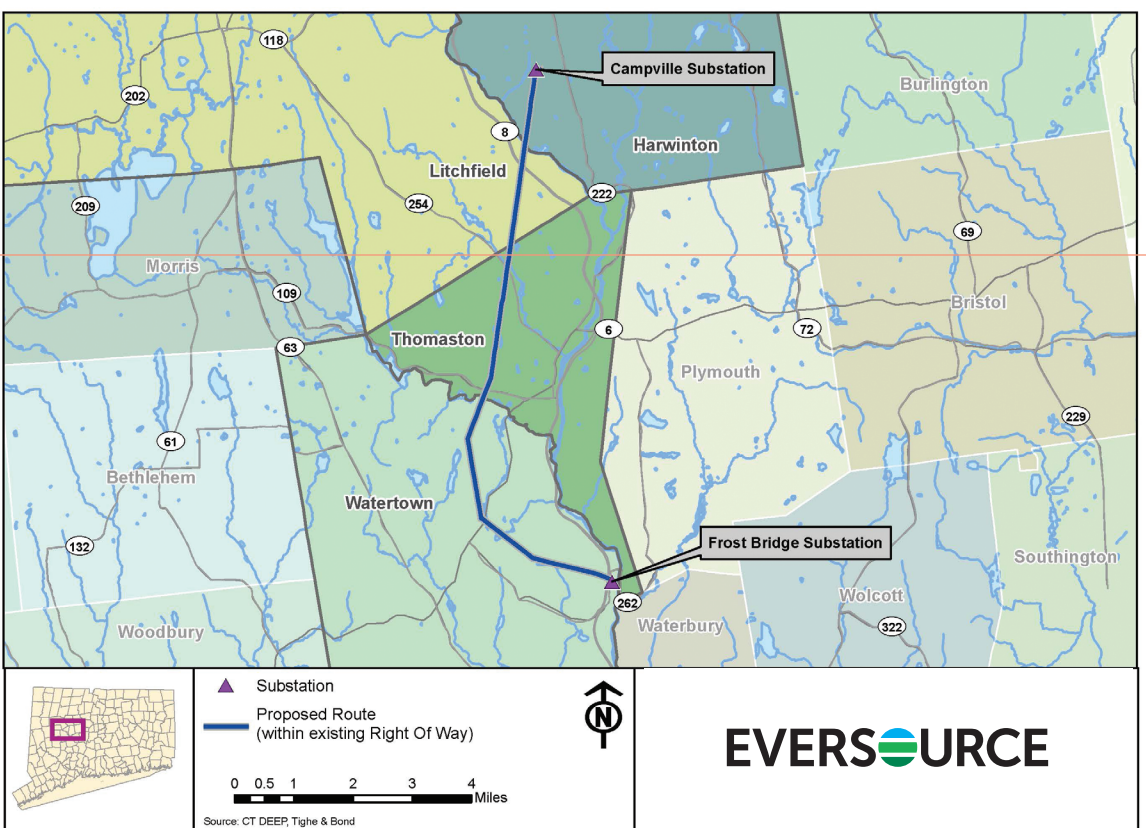 118
Campville Substation
Burlington
202
8
Harwinton
Litchfield
222
209
254
69
Morris
109
Bristol
Thomaston
6
72
63
Plymouth
229
61
Bethlehem
Watertown
Frost Bridge Substation
132
Southington
Wolcott
262
Woodbury
Waterbury
322
Substation
Proposed Route
(within existing Right Of Way)
N
0 0.5 1 2 3 4
Miles
Source: CT DEEP, Tighe & Bond
EVERSOURCE